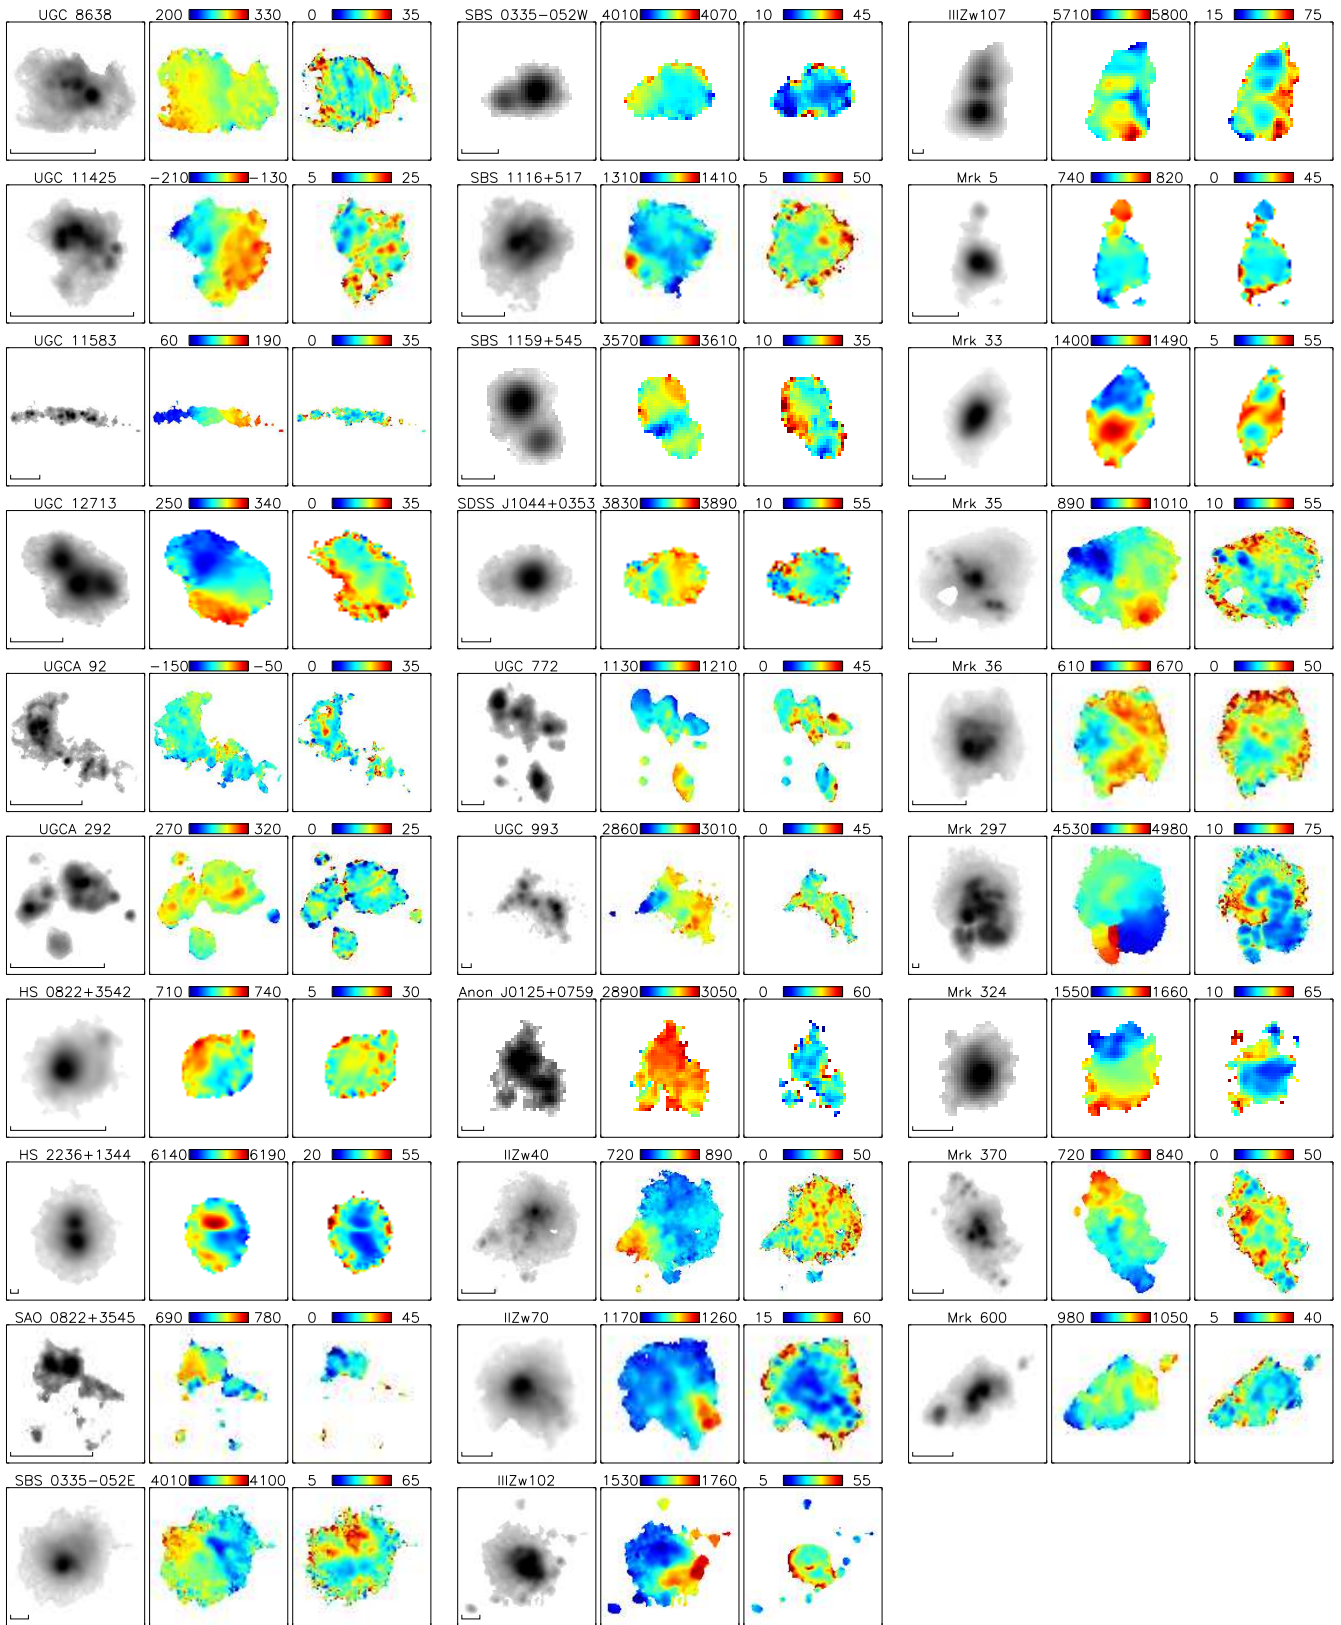 UGC 8638 200 330 0 35
SBS 0335−052W 4010 4070 10 45
IIIZw107 5710 5800 15 75
UGC 11425 −210 −130 5 25
SBS 1116+517 1310 1410 5 50
Mrk 5 740 820 0 45
UGC 11583 60 190 0 35
SBS 1159+545 3570 3610 10 35
Mrk 33 1400 1490 5 55
UGC 12713 250 340 0 35
SDSS J1044+0353 3830 3890 10 55
Mrk 35 890 1010 10 55
UGCA 92 −150 −50 0 35
UGC 772 1130 1210 0 45
Mrk 36 610 670 0 50
UGCA 292 270 320 0 25
UGC 993 2860 3010 0 45
Mrk 297 4530 4980 10 75
HS 0822+3542 710 740 5 30
Anon J0125+0759 2890 3050 0 60
Mrk 324 1550 1660 10 65
HS 2236+1344 6140 6190 20 55
IIZw40 720 890 0 50
Mrk 370 720 840 0 50
SAO 0822+3545 690 780 0 45
IIZw70 1170 1260 15 60
Mrk 600 980 1050 5 40
SBS 0335−052E 4010 4100 5 65
IIIZw102 1530 1760 5 55